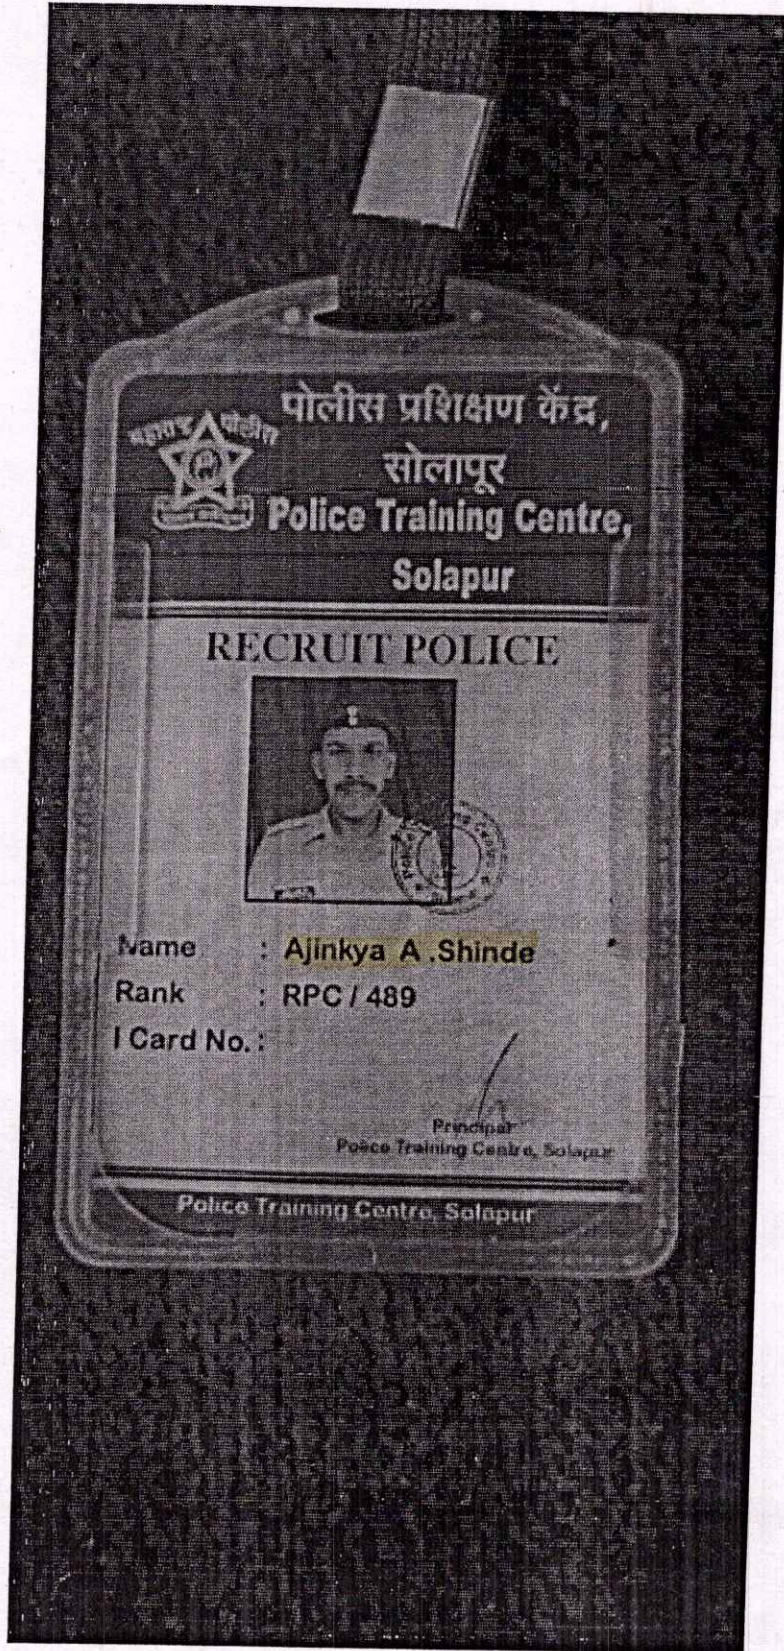 पोलीस प्रशिक्षण केंद्र,
महाराष्ट्र पोलीस
सोलापूर
Police Training Centre,
Solapur
RECRUIT POLICE
Name : Ajinkya A .Shinde
Rank : RPC / 489
I Card No. :
Principal
Police Training Centre, Solapur
Police Training Centre, Solapur